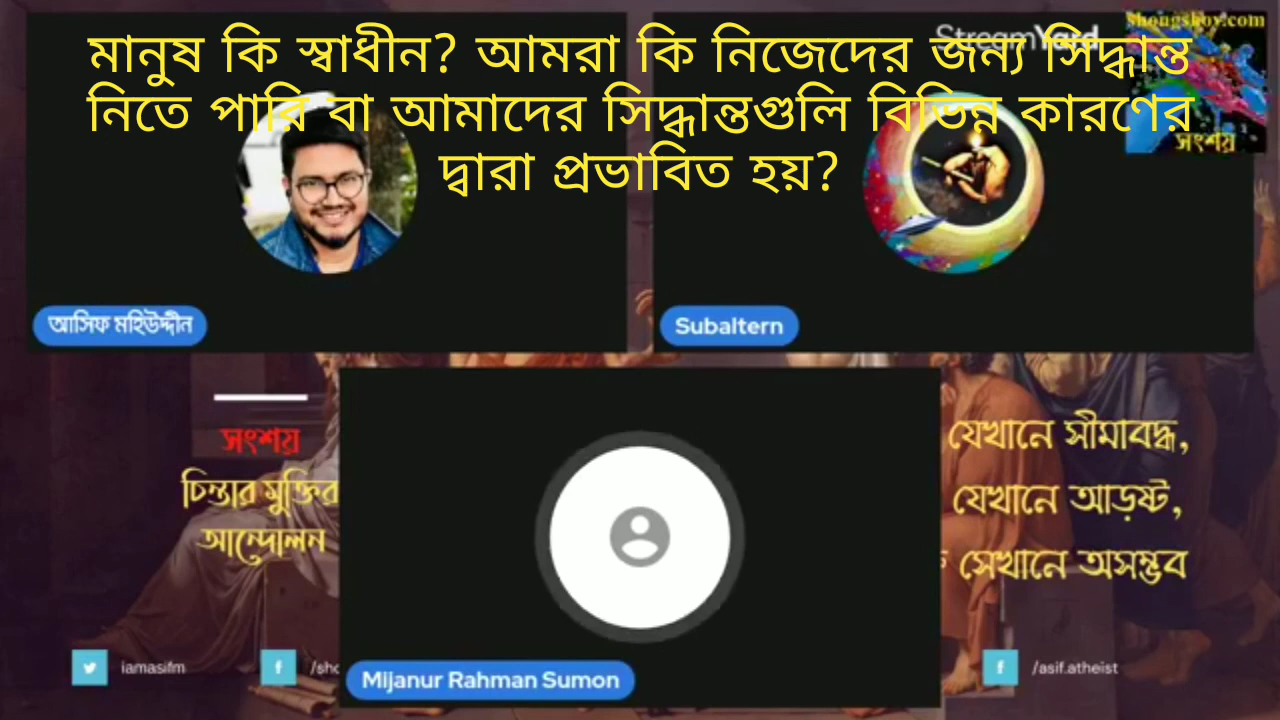 মানুষ কি স্বাধীন? আমরা কি নিজেদের জন্য সিদ্ধান্ত
নিতে পারি বা আমাদের সিদ্ধান্তগুলি বিভিন্ন কারণের
দ্বারা প্রভাবিত হয়?
StreamYard
Shongshoy.com
সংশয়
আসিফ মহিউদ্দীন
Subaltern
সংশয়
চিন্তার মুক্তির
আন্দোলন
যেখানে সীমাবদ্ধ,
যেখানে আড়ষ্ট,
সেখানে অসম্ভব
iamasifm
/sho
/asif.atheist
Mijanur Rahman Sumon